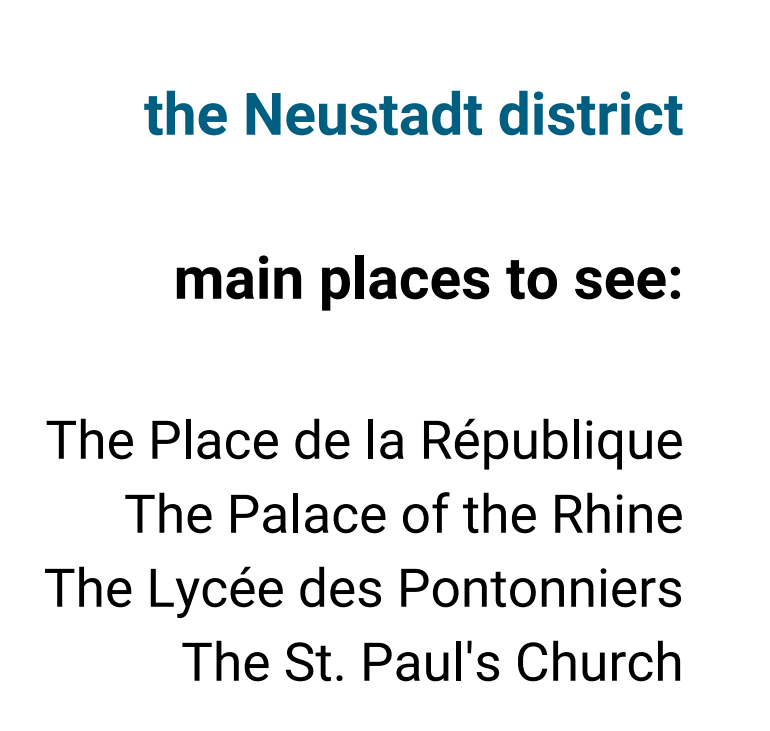 the Neustadt district
main places to see:
The Place de la République
The Palace of the Rhine
The Lycée des Pontonniers
The St. Paul's Church